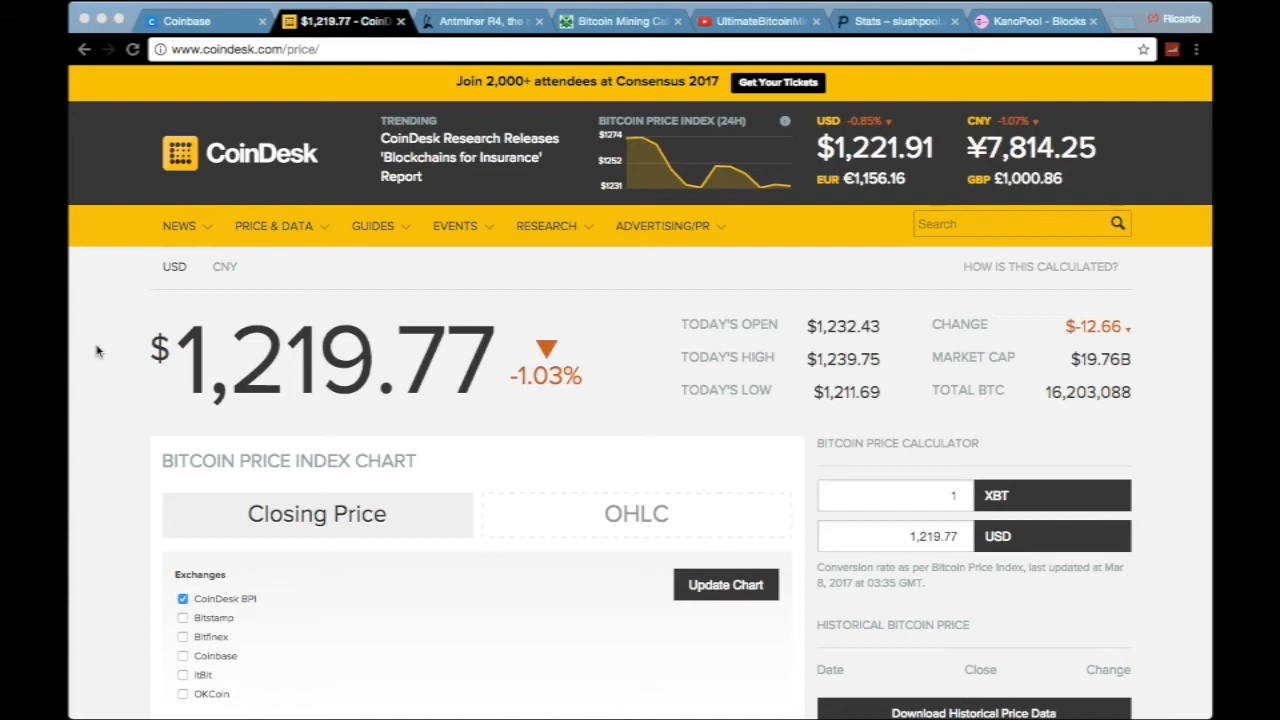 Coinbase
$1,219.77 - CoinD
Antminer R4, the r
Bitcoin Mining Ca
UltimateBitcoinMi
Stats – slushpool.
KanoPool - Blocks
Ricardo
www.coindesk.com/price/
Join 2,000+ attendees at Consensus 2017
Get Your Tickets
CoinDesk
TRENDING
CoinDesk Research Releases
'Blockchains for Insurance'
Report
BITCOIN PRICE INDEX (24H)
$1274
$1252
$1231
USD -0.85%
$1,221.91
EUR €1,156.16
CNY -1.07%
¥7,814.25
GBP £1,000.86
NEWS
PRICE & DATA
GUIDES
EVENTS
RESEARCH
ADVERTISING/PR
Search
USD
CNY
HOW IS THIS CALCULATED?
$1,219.77
-1.03%
TODAY'S OPEN $1,232.43
TODAY'S HIGH $1,239.75
TODAY'S LOW $1,211.69
CHANGE $-12.66
MARKET CAP $19.76B
TOTAL BTC 16,203,088
BITCOIN PRICE INDEX CHART
Closing Price
OHLC
Exchanges
Update Chart
CoinDesk BPI
Bitstamp
Bitfinex
Coinbase
ItBit
OKCoin
BITCOIN PRICE CALCULATOR
1 XBT
1,219.77 USD
Conversion rate as per Bitcoin Price Index, last updated at Mar
8, 2017 at 03:35 GMT.
HISTORICAL BITCOIN PRICE
Date Close Change
Download Historical Price Data